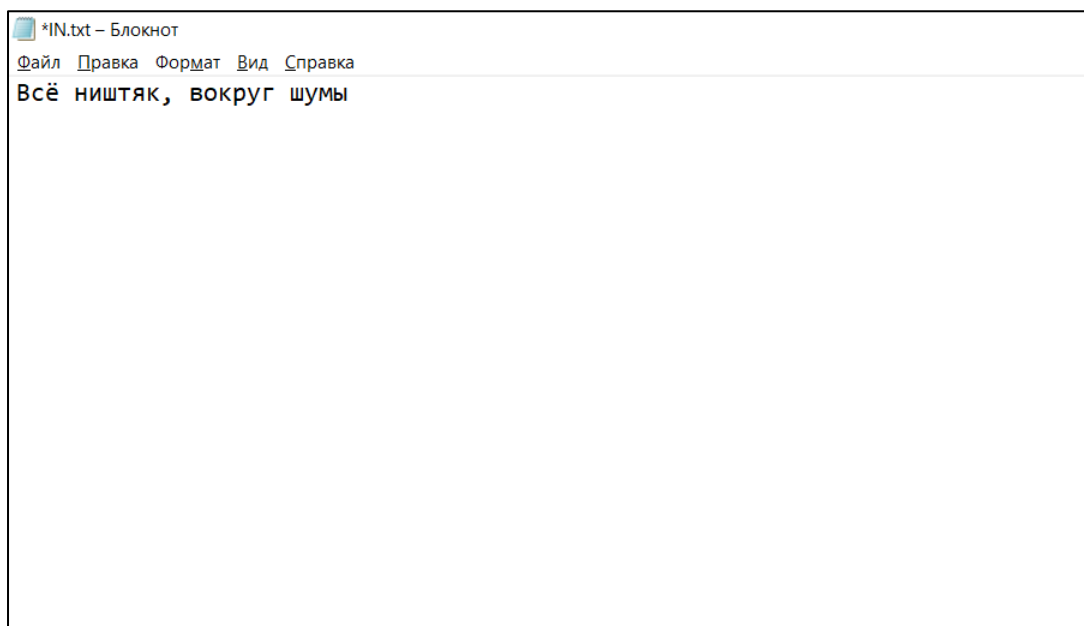 *IN.txt – Блокнот
Файл Правка Формат Вид Справка
Всё ништяк, вокруг шумы